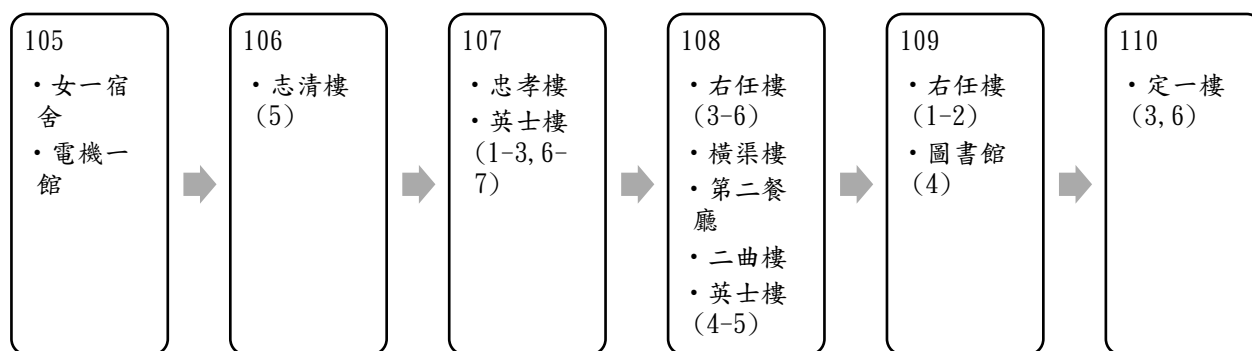 105
・女一宿
舍
・電機一
館
106
・志清樓
(5)
107
・忠孝樓
・英士樓
(1-3,6-
7)
108
・右任樓
(3-6)
・橫渠樓
・第二餐
廳
・二曲樓
・英士樓
(4-5)
109
・右任樓
(1-2)
・圖書館
(4)
110
・定一樓
(3,6)